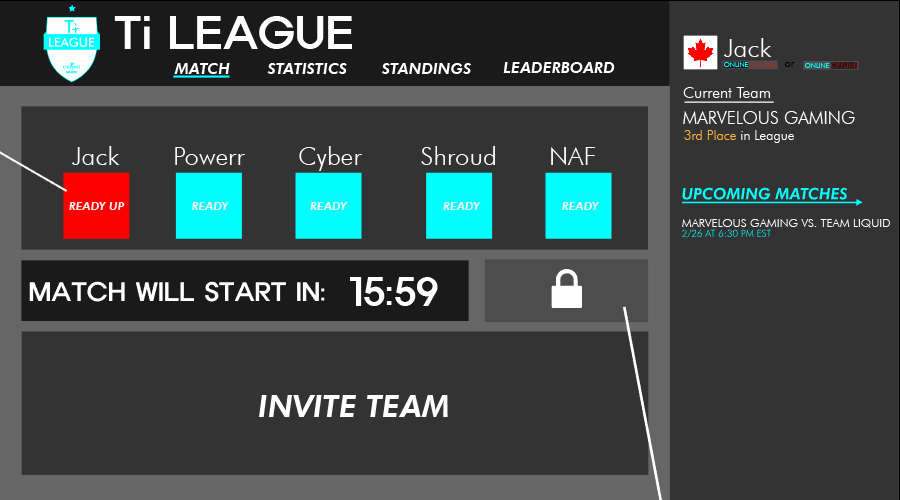 Ti LEAGUE
Ti
LEAGUE
MATCH STATISTICS STANDINGS LEADERBOARD
Jack
ONLINE or ONLINE
Current Team
MARVELOUS GAMING
3rd Place in League
UPCOMING MATCHES
MARVELOUS GAMING VS. TEAM LIQUID
2/26 AT 6:30 PM EST
Jack Powerr Cyber Shroud NAF
READY UP READY READY READY READY
MATCH WILL START IN: 15:59
INVITE TEAM